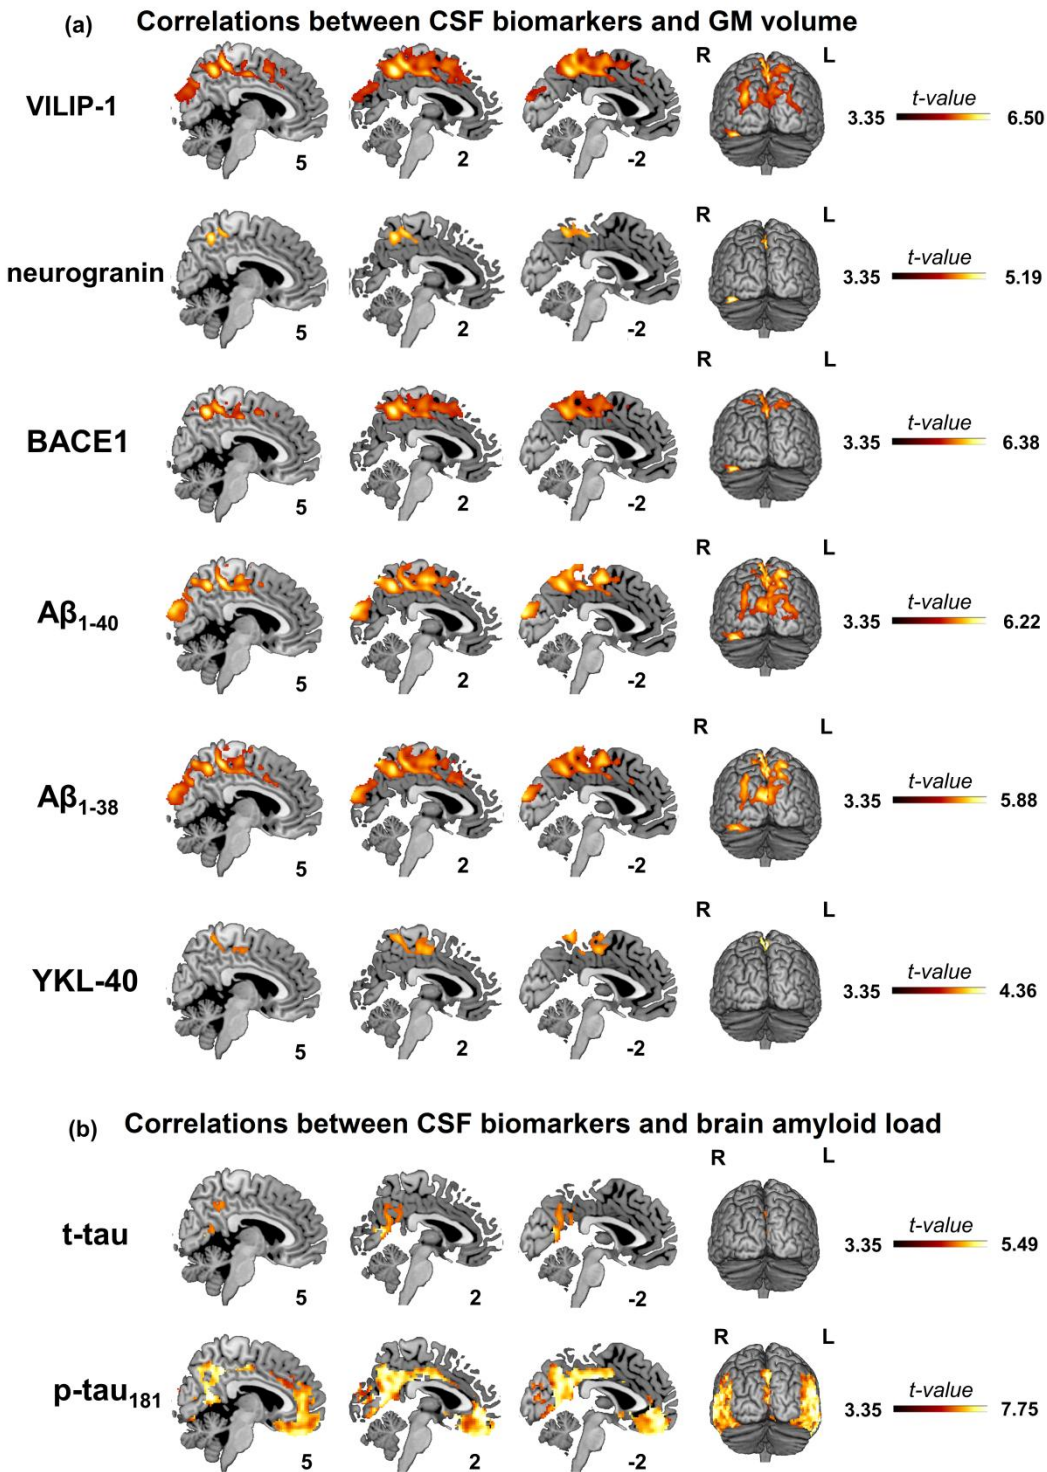 (a) Correlations between CSF biomarkers and GM volume
R L
VILIP-1
t-value
3.35 6.50
5 2 -2
R L
neurogranin
t-value
3.35 5.19
5 2 -2
R L
BACE1
t-value
3.35 6.38
5 2 -2
R L
Aβ1-40
t-value
3.35 6.22
5 2 -2
R L
Aβ1-38
t-value
3.35 5.88
5 2 -2
R L
YKL-40
t-value
3.35 4.36
5 2 -2
(b) Correlations between CSF biomarkers and brain amyloid load
R L
t-tau
t-value
3.35 5.49
5 2 -2
R L
p-tau181
t-value
3.35 7.75
5 2 -2